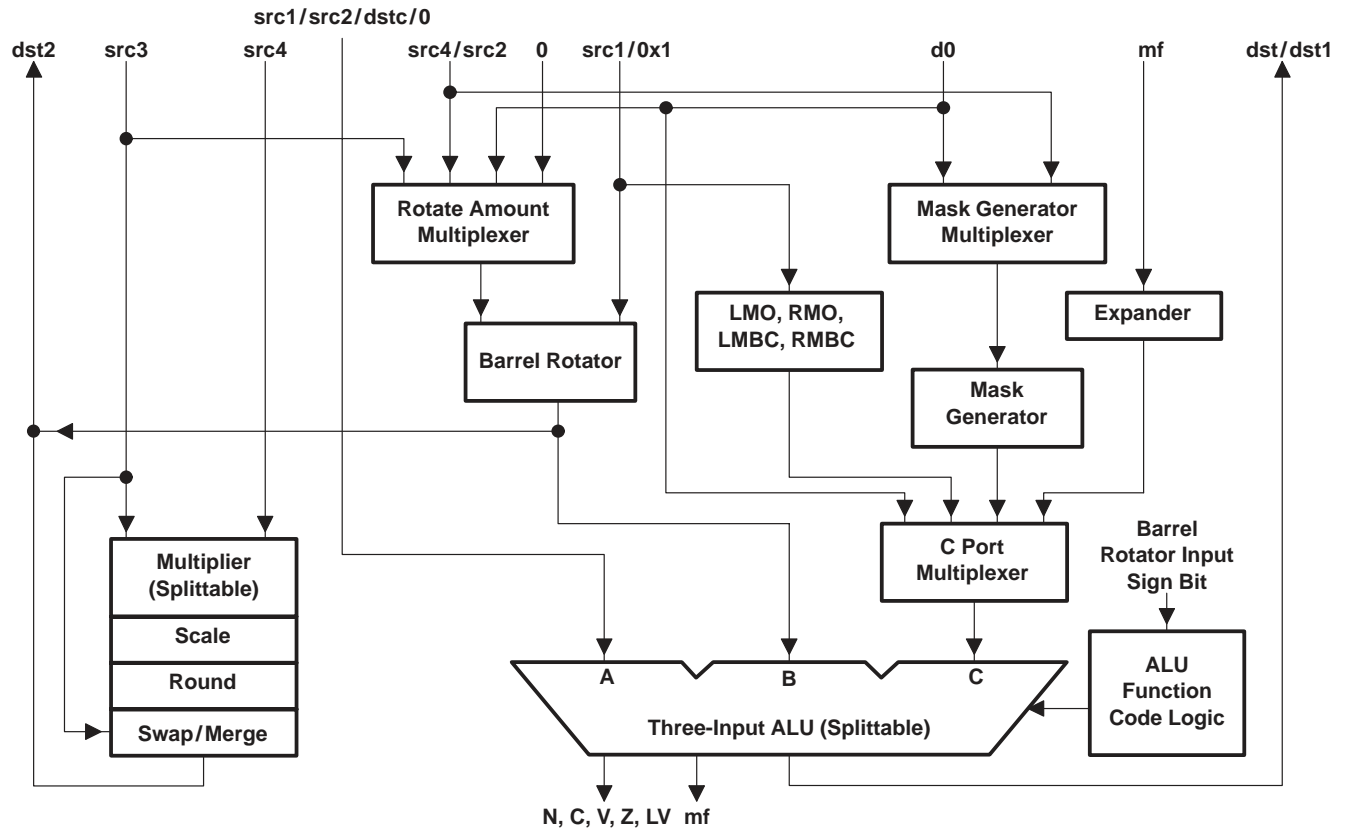 src1/src2/dstc/0
dst2
src3
src4
src4/src2
0
src1/0x1
d0
mf
dst/dst1
Rotate Amount
Multiplexer
Mask Generator
Multiplexer
LMO, RMO,
LMBC, RMBC
Expander
Barrel Rotator
Mask
Generator
Multiplier
(Splittable)
Scale
Round
Swap/Merge
C Port
Multiplexer
Barrel
Rotator Input
Sign Bit
ALU
Function
Code Logic
A
B
C
Three-Input ALU (Splittable)
N, C, V, Z, LV
mf